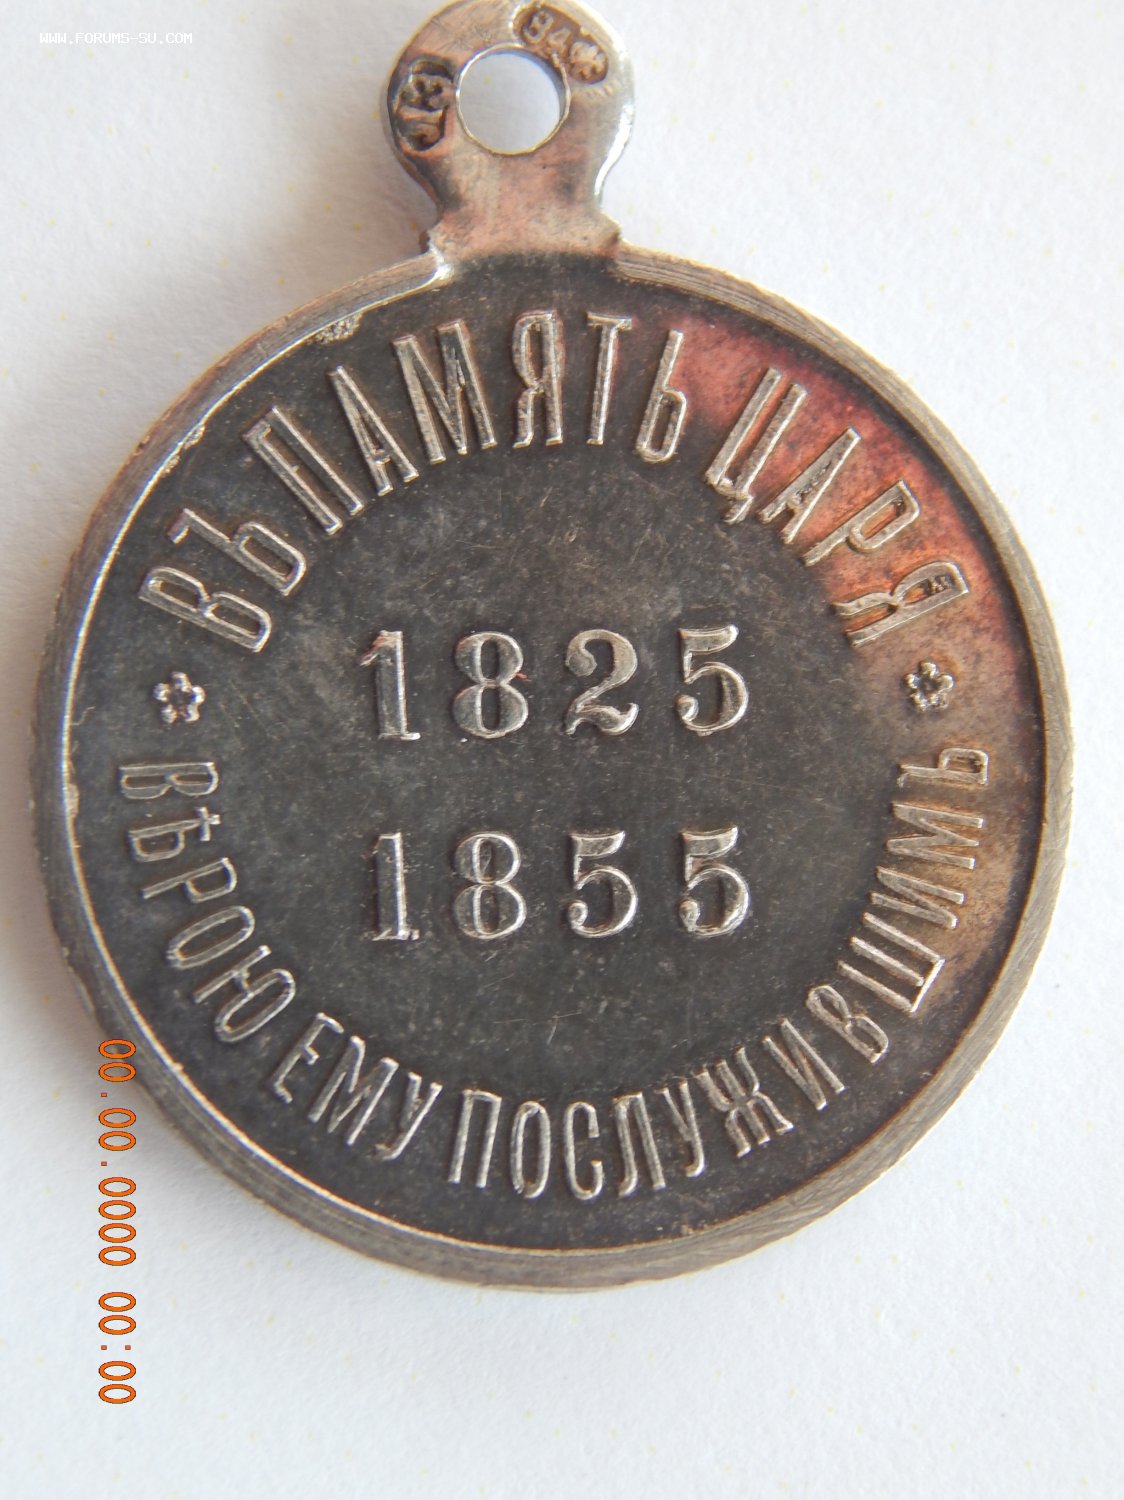 WWW.FORUMS-SU.COM
84
ВЪ ПАМЯТЬ ЦАРЯ
1825
1855
ВѢРОЮ ЕМУ ПОСЛУЖИВШИМЪ
00.00.0000 00:00